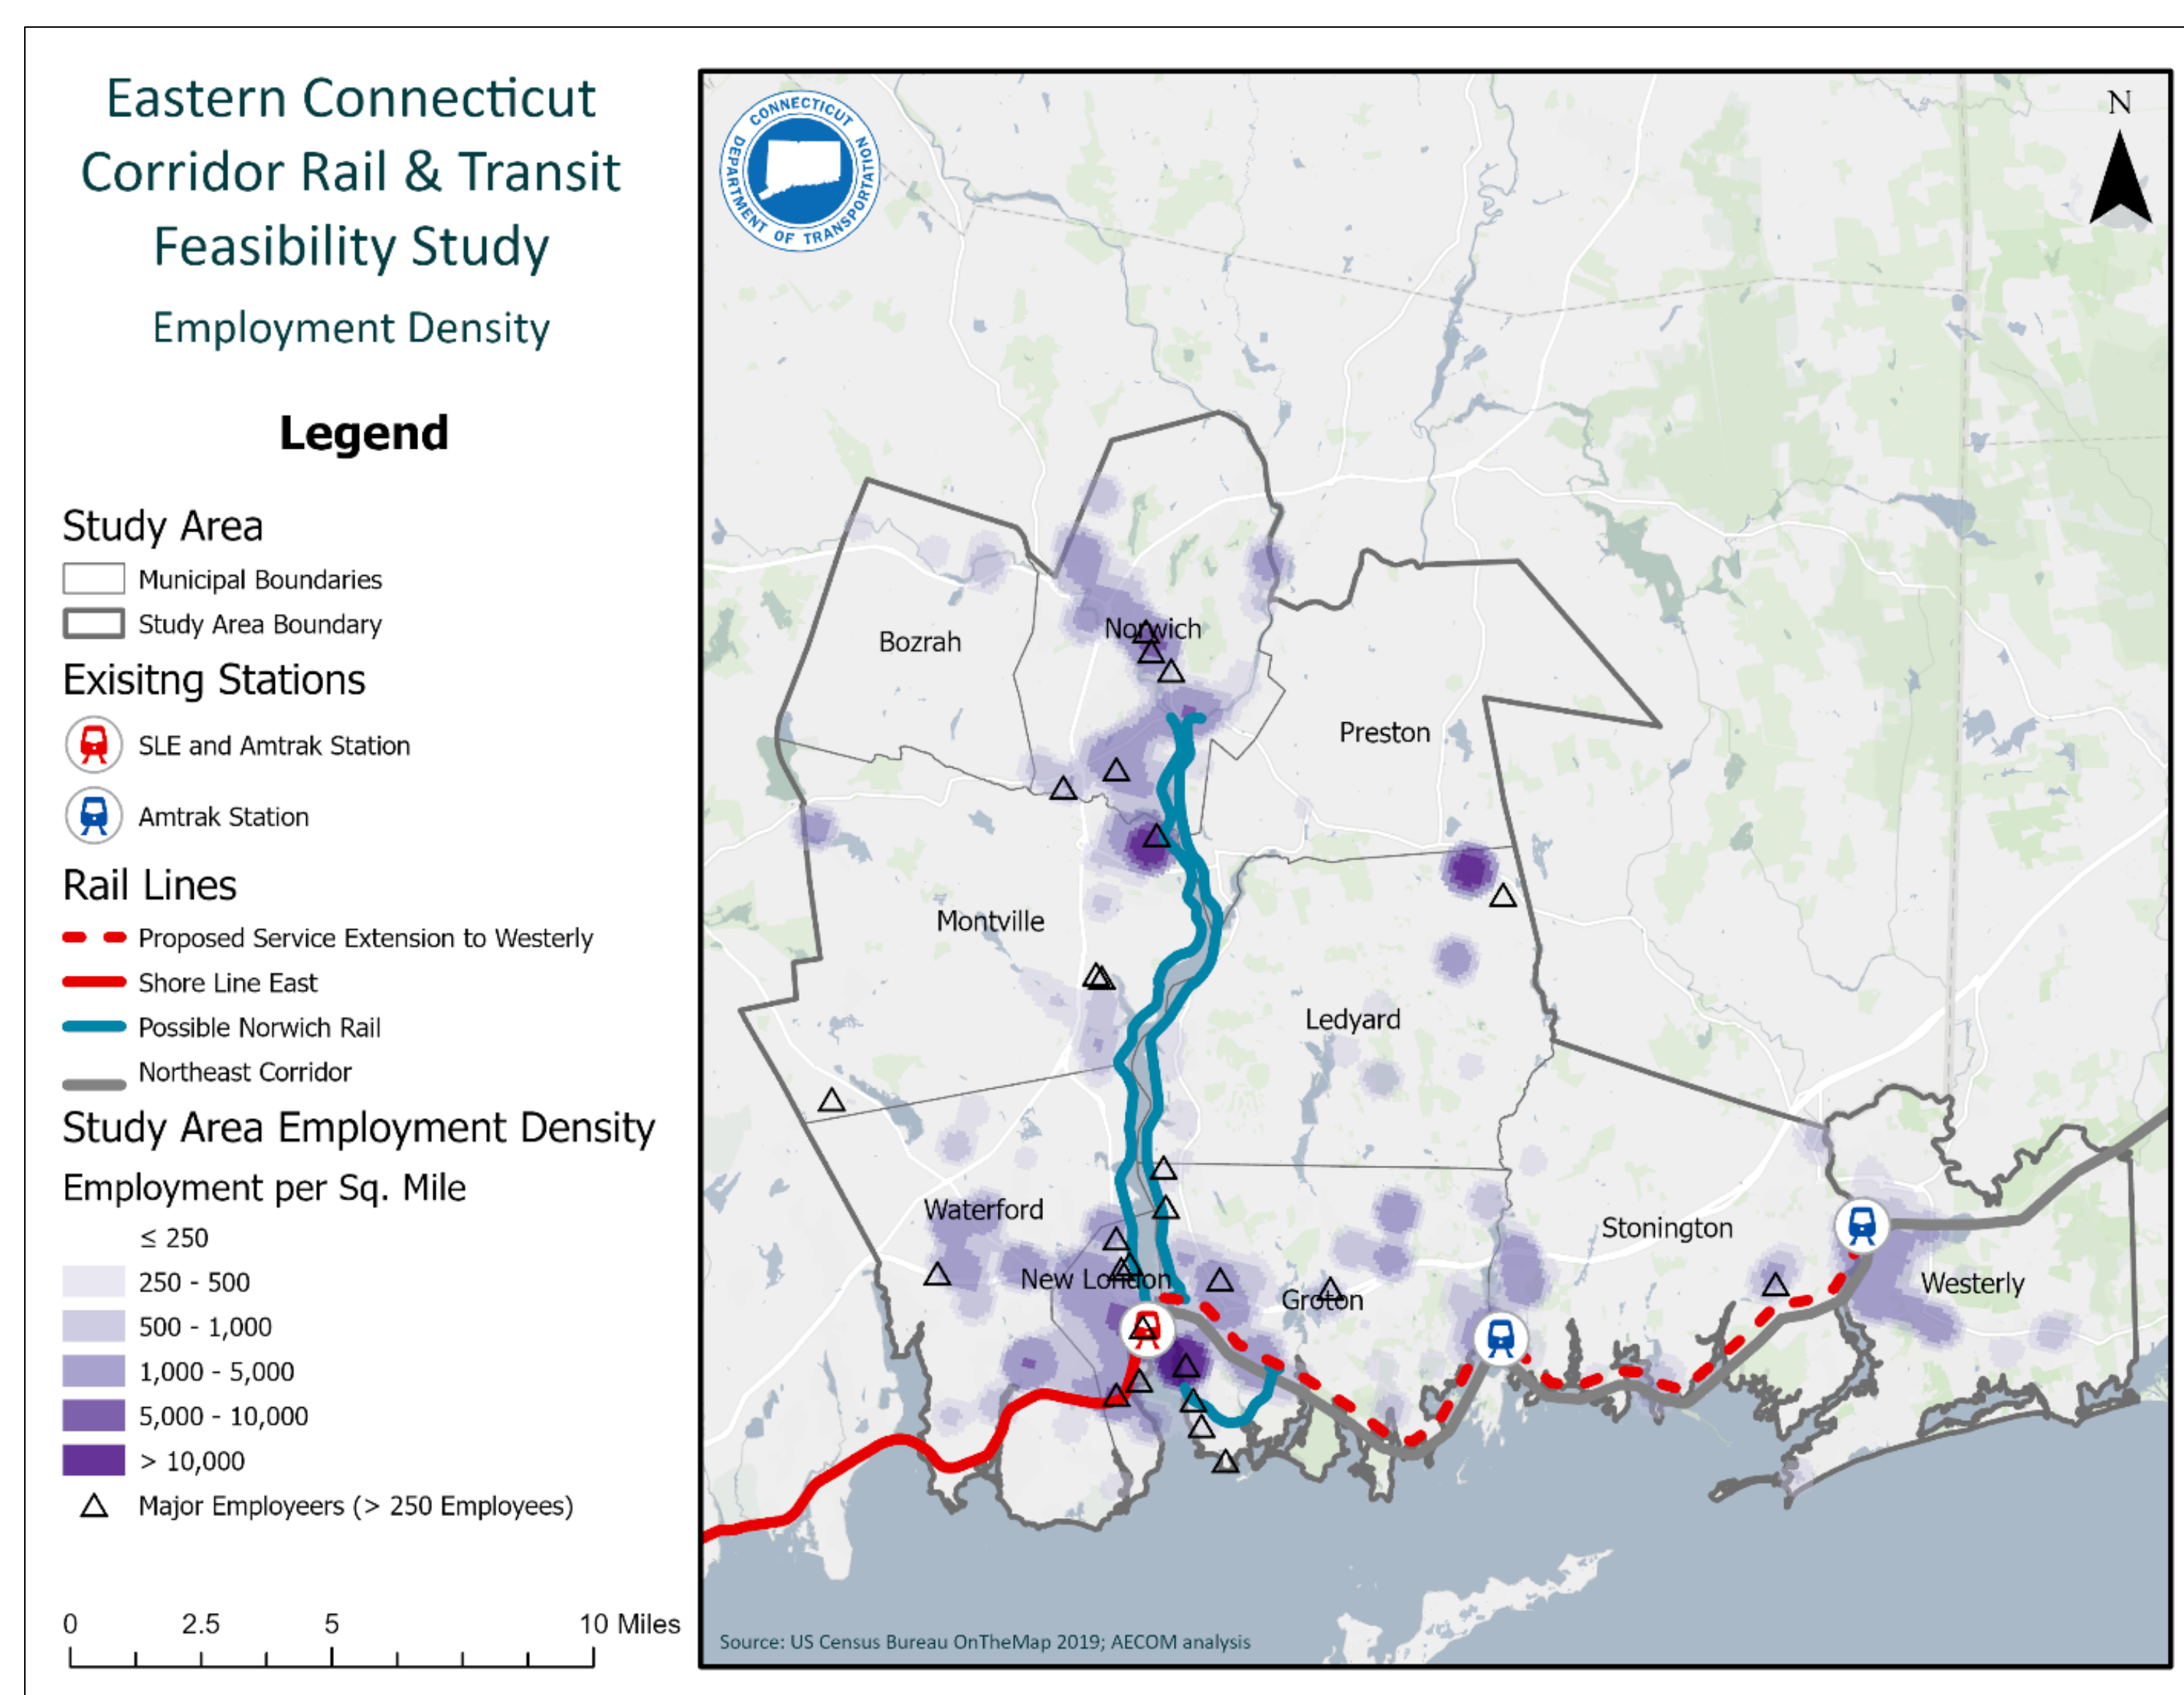 Eastern Connecticut
Corridor Rail & Transit
Feasibility Study
Employment Density
Legend
Study Area
Municipal Boundaries
Study Area Boundary
Exisitng Stations
SLE and Amtrak Station
Amtrak Station
Rail Lines
Proposed Service Extension to Westerly
Shore Line East
Possible Norwich Rail
Northeast Corridor
Study Area Employment Density
Employment per Sq. Mile
≤ 250
250 - 500
500 - 1,000
1,000 - 5,000
5,000 - 10,000
> 10,000
Major Employeers (> 250 Employees)
0 2.5 5 10 Miles
CONNECTICUT
DEPARTMENT OF TRANSPORTATION
N
Norwich
Bozrah
Preston
Montville
Ledyard
Waterford
Stonington
New London
Groton
Westerly
Source: US Census Bureau OnTheMap 2019; AECOM analysis